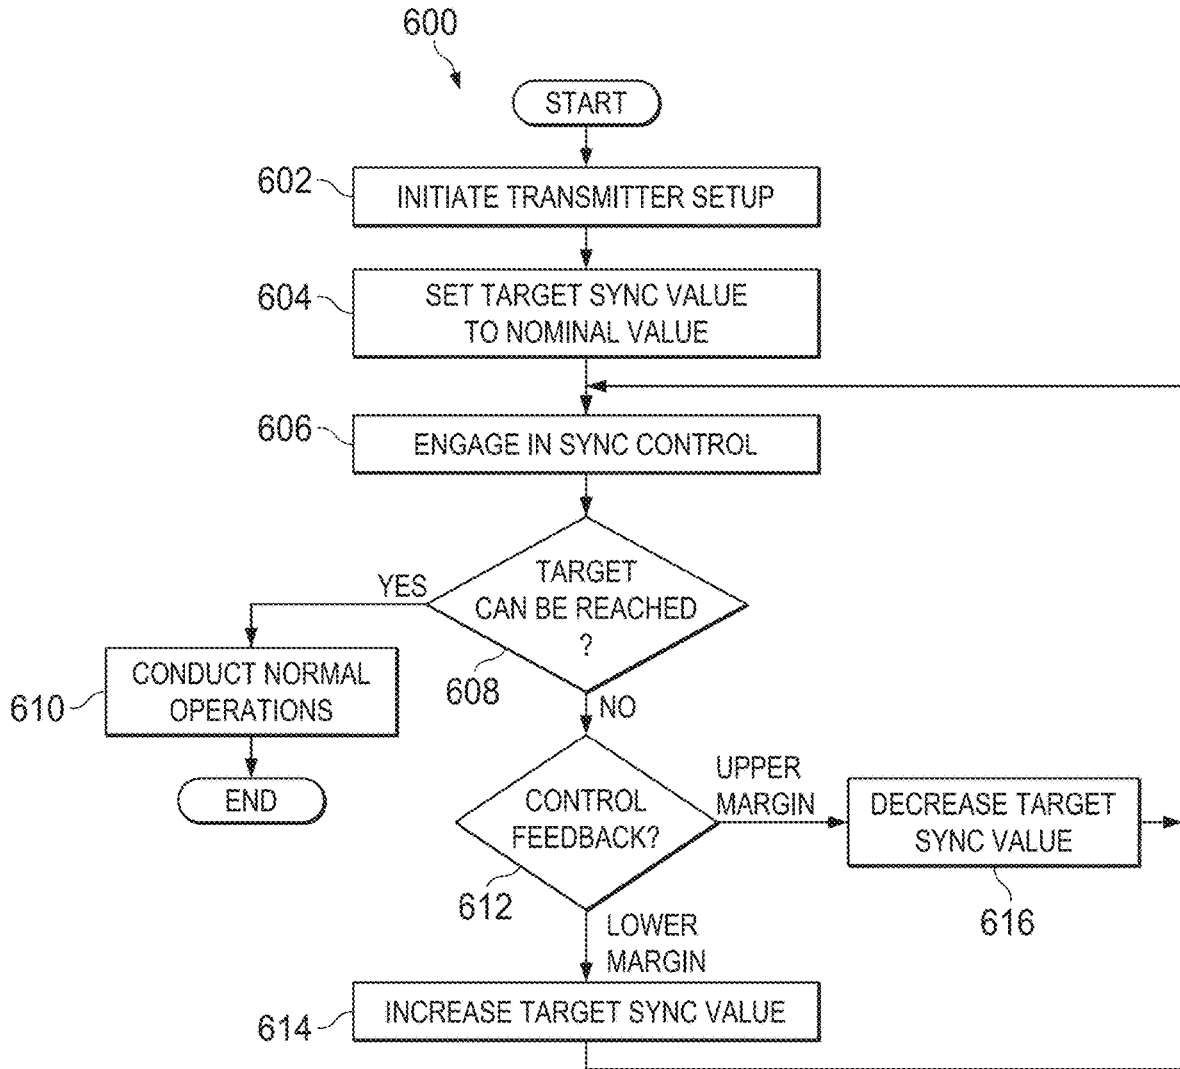 600
START
602
INITIATE TRANSMITTER SETUP
604
SET TARGET SYNC VALUE
TO NOMINAL VALUE
606
ENGAGE IN SYNC CONTROL
YES
TARGET
CAN BE REACHED
?
608
NO
610
CONDUCT NORMAL
OPERATIONS
END
CONTROL
FEEDBACK?
612
UPPER
MARGIN
DECREASE TARGET
SYNC VALUE
616
LOWER
MARGIN
614
INCREASE TARGET SYNC VALUE